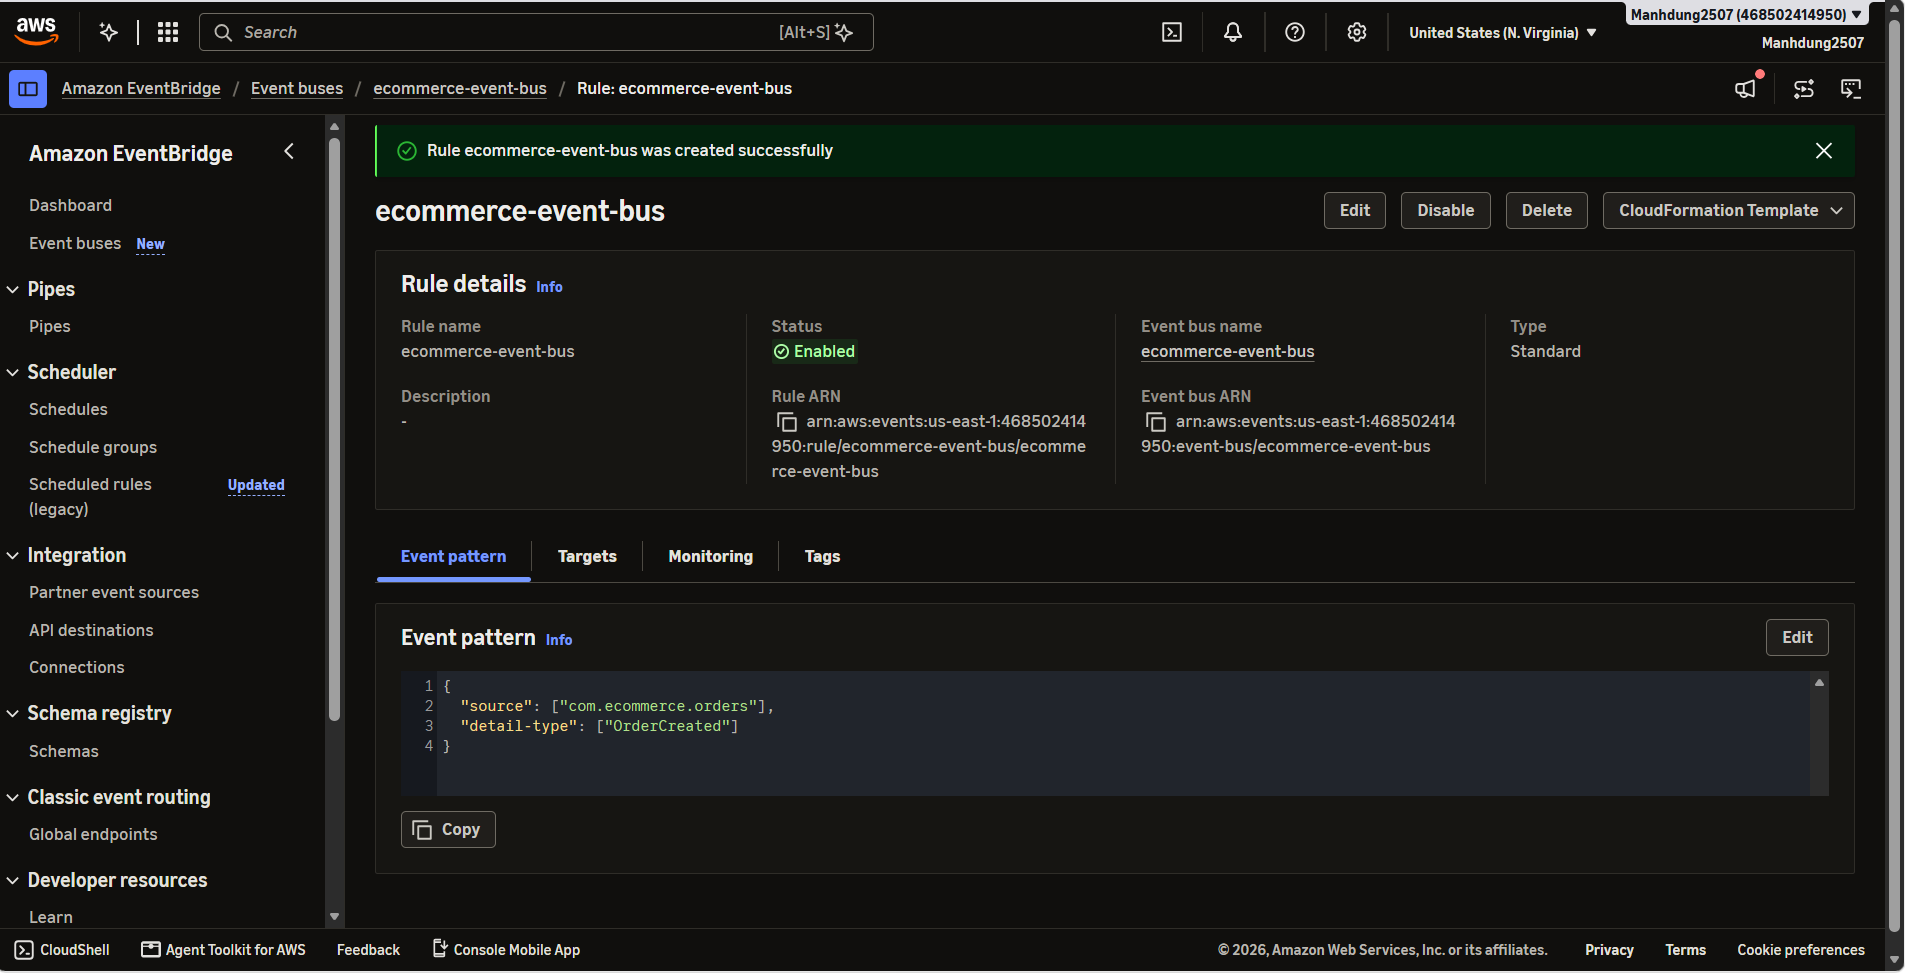 aws
Search
[Alt+S]
United States (N. Virginia) ▼
Manhdung2507 (468502414950) ▼
Manhdung2507
Amazon EventBridge / Event buses / ecommerce-event-bus / Rule: ecommerce-event-bus
Amazon EventBridge
Dashboard
Event buses New
Pipes
Pipes
Scheduler
Schedules
Schedule groups
Scheduled rules Updated
(legacy)
Integration
Partner event sources
API destinations
Connections
Schema registry
Schemas
Classic event routing
Global endpoints
Developer resources
Learn
Rule ecommerce-event-bus was created successfully
ecommerce-event-bus
Edit
Disable
Delete
CloudFormation Template
Rule details Info
Rule name
ecommerce-event-bus
Description
-
Status
Enabled
Rule ARN
arn:aws:events:us-east-1:468502414
950:rule/ecommerce-event-bus/ecomme
rce-event-bus
Event bus name
ecommerce-event-bus
Event bus ARN
arn:aws:events:us-east-1:468502414
950:event-bus/ecommerce-event-bus
Type
Standard
Event pattern
Targets
Monitoring
Tags
Event pattern Info
Edit
1 {
2 "source": ["com.ecommerce.orders"],
3 "detail-type": ["OrderCreated"]
4 }
Copy
CloudShell
Agent Toolkit for AWS
Feedback
Console Mobile App
© 2026, Amazon Web Services, Inc. or its affiliates.
Privacy
Terms
Cookie preferences